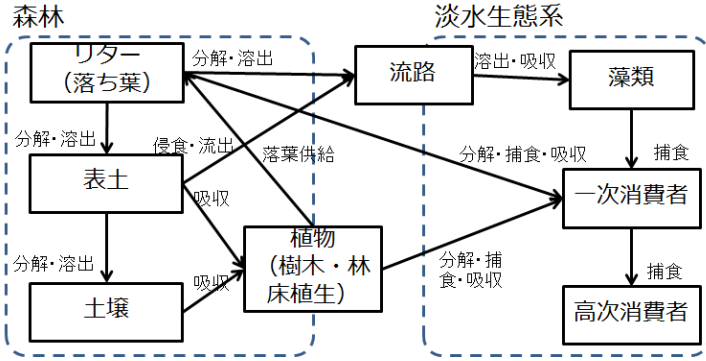 森林
淡水生態系
リター
（落ち葉）
分解・溶出
流路
溶出・吸収
藻類
分解・溶出
侵食・流出
落葉供給
分解・捕食・吸収
捕食
表土
吸収
一次消費者
植物
（樹木・林
床植生）
分解・溶出
吸収
分解・捕
食・吸収
捕食
土壌
高次消費者